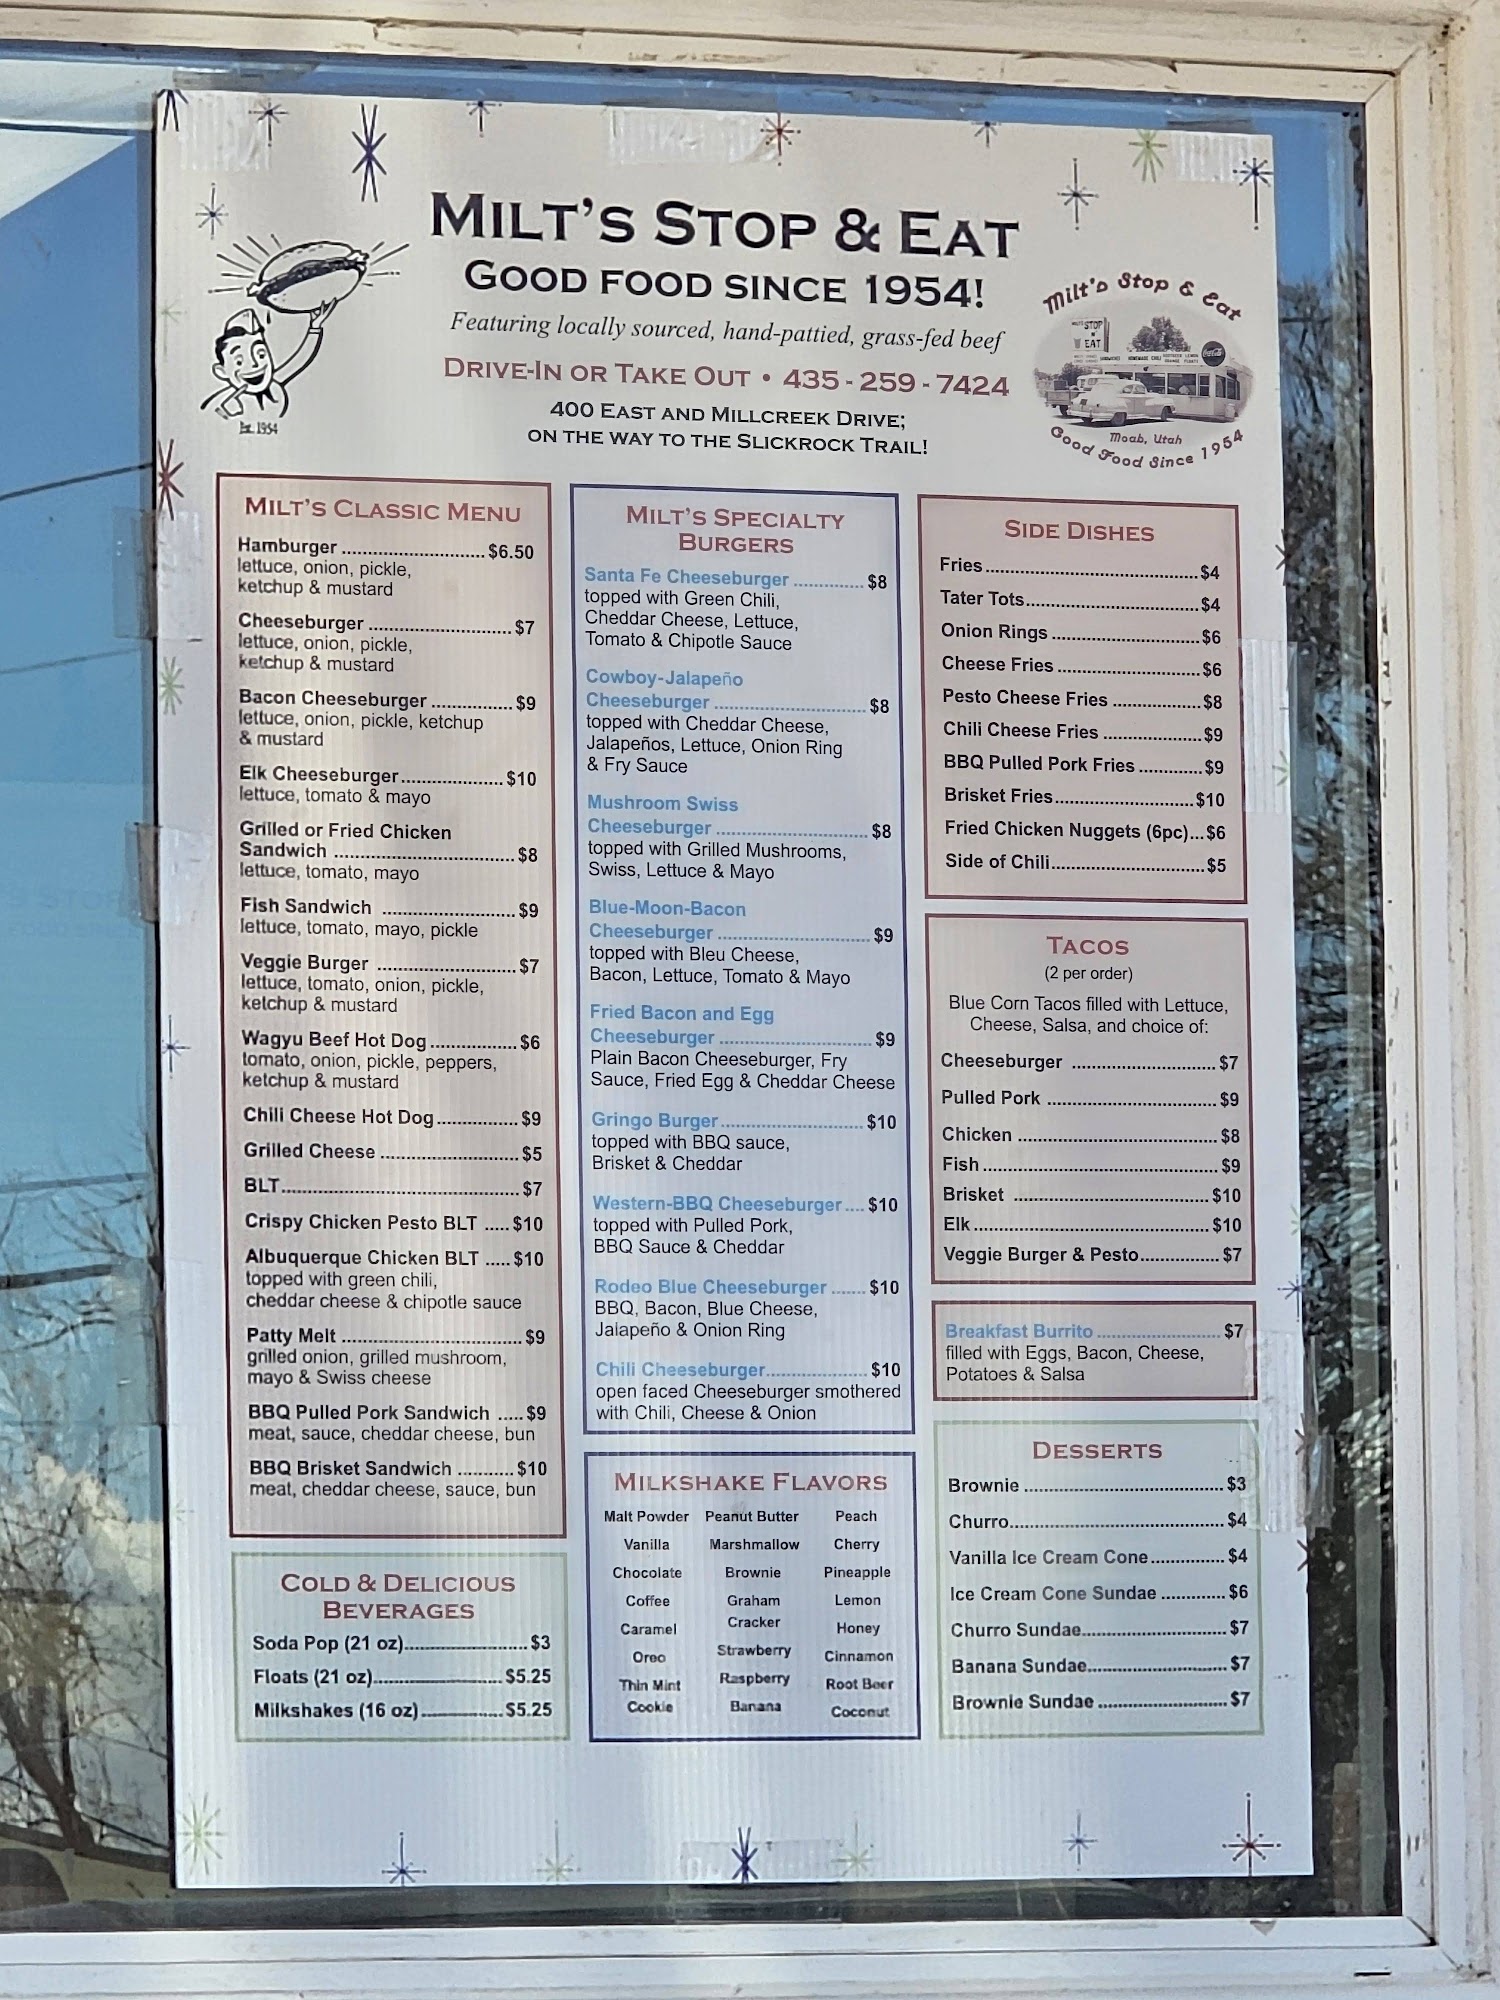 MILT'S STOP & EAT
GOOD FOOD SINCE 1954!
Featuring locally sourced, hand-pattied, grass-fed beef
DRIVE-IN OR TAKE OUT • 435-259-7424
400 EAST AND MILLCREEK DRIVE;
ON THE WAY TO THE SLICKROCK TRAIL!
Est. 1954
Milt's Stop & Eat
STOP
N
EAT
HOMEMADE CHILI
Coca-Cola
Moab, Utah
Good Food Since 1954
MILT'S CLASSIC MENU
Hamburger ........................... $6.50
lettuce, onion, pickle,
ketchup & mustard
Cheeseburger ........................... $7
lettuce, onion, pickle,
ketchup & mustard
Bacon Cheeseburger ................ $9
lettuce, onion, pickle, ketchup
& mustard
Elk Cheeseburger.................... $10
lettuce, tomato & mayo
Grilled or Fried Chicken
Sandwich .................................. $8
lettuce, tomato, mayo
Fish Sandwich ......................... $9
lettuce, tomato, mayo, pickle
Veggie Burger .......................... $7
lettuce, tomato, onion, pickle,
ketchup & mustard
Wagyu Beef Hot Dog................. $6
tomato, onion, pickle, peppers,
ketchup & mustard
Chili Cheese Hot Dog................ $9
Grilled Cheese .......................... $5
BLT............................................. $7
Crispy Chicken Pesto BLT ..... $10
Albuquerque Chicken BLT ..... $10
topped with green chili,
cheddar cheese & chipotle sauce
Patty Melt .................................. $9
grilled onion, grilled mushroom,
mayo & Swiss cheese
BBQ Pulled Pork Sandwich ..... $9
meat, sauce, cheddar cheese, bun
BBQ Brisket Sandwich ........... $10
meat, cheddar cheese, sauce, bun
COLD & DELICIOUS
BEVERAGES
Soda Pop (21 oz)....................... $3
Floats (21 oz)........................ $5.25
Milkshakes (16 oz)................ $5.25
MILT'S SPECIALTY
BURGERS
Santa Fe Cheeseburger ............. $8
topped with Green Chili,
Cheddar Cheese, Lettuce,
Tomato & Chipotle Sauce
Cowboy-Jalapeño
Cheeseburger ............................. $8
topped with Cheddar Cheese,
Jalapeños, Lettuce, Onion Ring
& Fry Sauce
Mushroom Swiss
Cheeseburger ............................. $8
topped with Grilled Mushrooms,
Swiss, Lettuce & Mayo
Blue-Moon-Bacon
Cheeseburger ............................. $9
topped with Bleu Cheese,
Bacon, Lettuce, Tomato & Mayo
Fried Bacon and Egg
Cheeseburger ............................. $9
Plain Bacon Cheeseburger, Fry
Sauce, Fried Egg & Cheddar Cheese
Gringo Burger........................... $10
topped with BBQ sauce,
Brisket & Cheddar
Western-BBQ Cheeseburger.... $10
topped with Pulled Pork,
BBQ Sauce & Cheddar
Rodeo Blue Cheeseburger ....... $10
BBQ, Bacon, Blue Cheese,
Jalapeño & Onion Ring
Chili Cheeseburger.................... $10
open faced Cheeseburger smothered
with Chili, Cheese & Onion
MILKSHAKE FLAVORS
Malt Powder Peanut Butter Peach
Vanilla Marshmallow Cherry
Chocolate Brownie Pineapple
Coffee Graham Lemon
Caramel Cracker Honey
Oreo Strawberry Cinnamon
Thin Mint Raspberry Root Beer
Cookie Banana Coconut
SIDE DISHES
Fries......................................... $4
Tater Tots................................. $4
Onion Rings ............................ $6
Cheese Fries ........................... $6
Pesto Cheese Fries ................. $8
Chili Cheese Fries ................... $9
BBQ Pulled Pork Fries ............ $9
Brisket Fries........................... $10
Fried Chicken Nuggets (6pc)... $6
Side of Chili............................. $5
TACOS
(2 per order)
Blue Corn Tacos filled with Lettuce,
Cheese, Salsa, and choice of:
Cheeseburger ........................... $7
Pulled Pork ................................ $9
Chicken ...................................... $8
Fish............................................. $9
Brisket ..................................... $10
Elk............................................. $10
Veggie Burger & Pesto............... $7
Breakfast Burrito ....................... $7
filled with Eggs, Bacon, Cheese,
Potatoes & Salsa
DESSERTS
Brownie ...................................... $3
Churro......................................... $4
Vanilla Ice Cream Cone.............. $4
Ice Cream Cone Sundae ............ $6
Churro Sundae........................... $7
Banana Sundae.......................... $7
Brownie Sundae ........................ $7